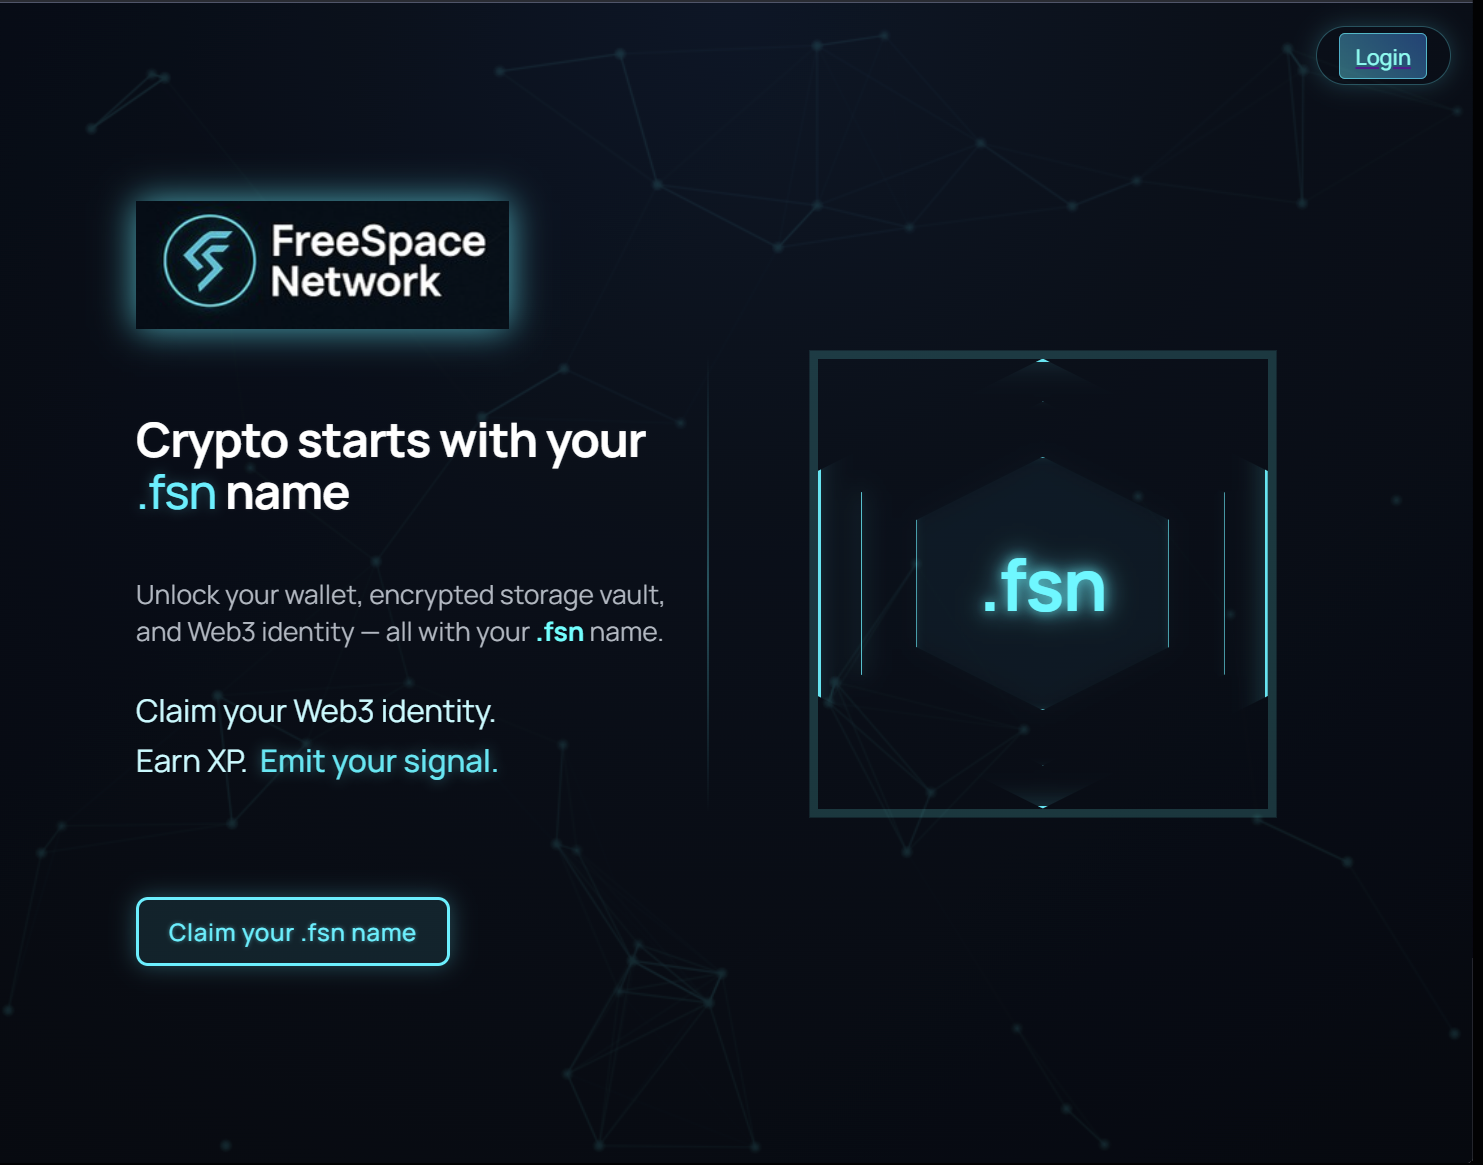 Login
FreeSpace
Network
Crypto starts with your
.fsn name
Unlock your wallet, encrypted storage vault,
and Web3 identity — all with your .fsn name.
Claim your Web3 identity.
Earn XP. Emit your signal.
Claim your .fsn name
.fsn